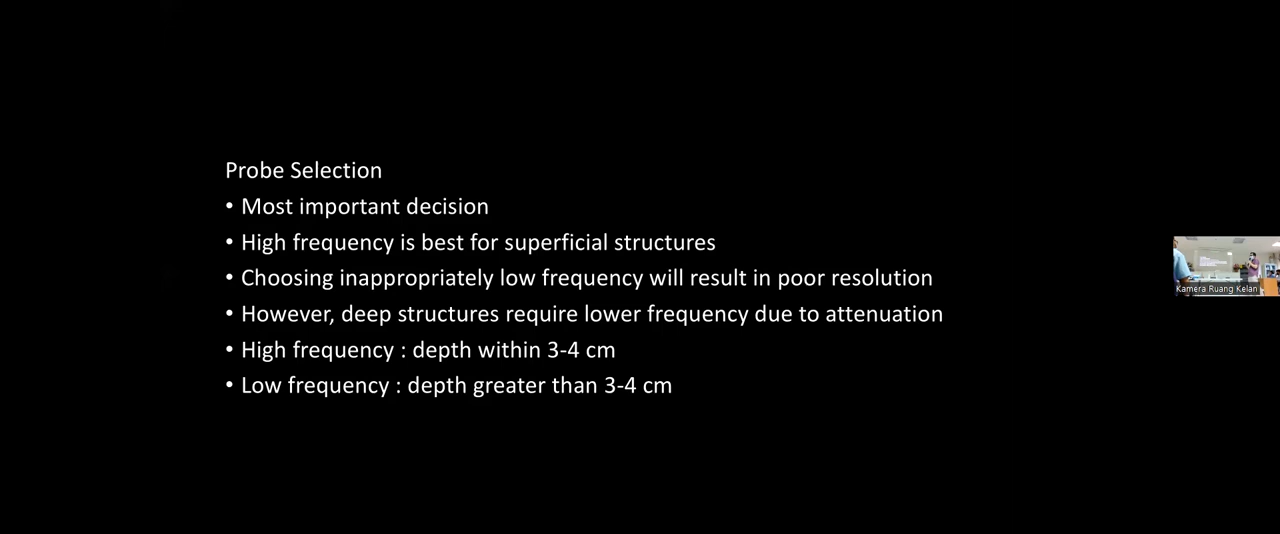 Probe Selection
• Most important decision
• High frequency is best for superficial structures
• Choosing inappropriately low frequency will result in poor resolution
• However, deep structures require lower frequency due to attenuation
• High frequency : depth within 3-4 cm
• Low frequency : depth greater than 3-4 cm
Kamera Ruang Kelan